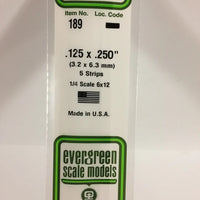 Item No. Loc. Code
189
.125 x .250"
(3.2 x 6.3 mm)
5 Strips
1/4 Scale 6x12
Made in U.S.A.
evergreen
scale models